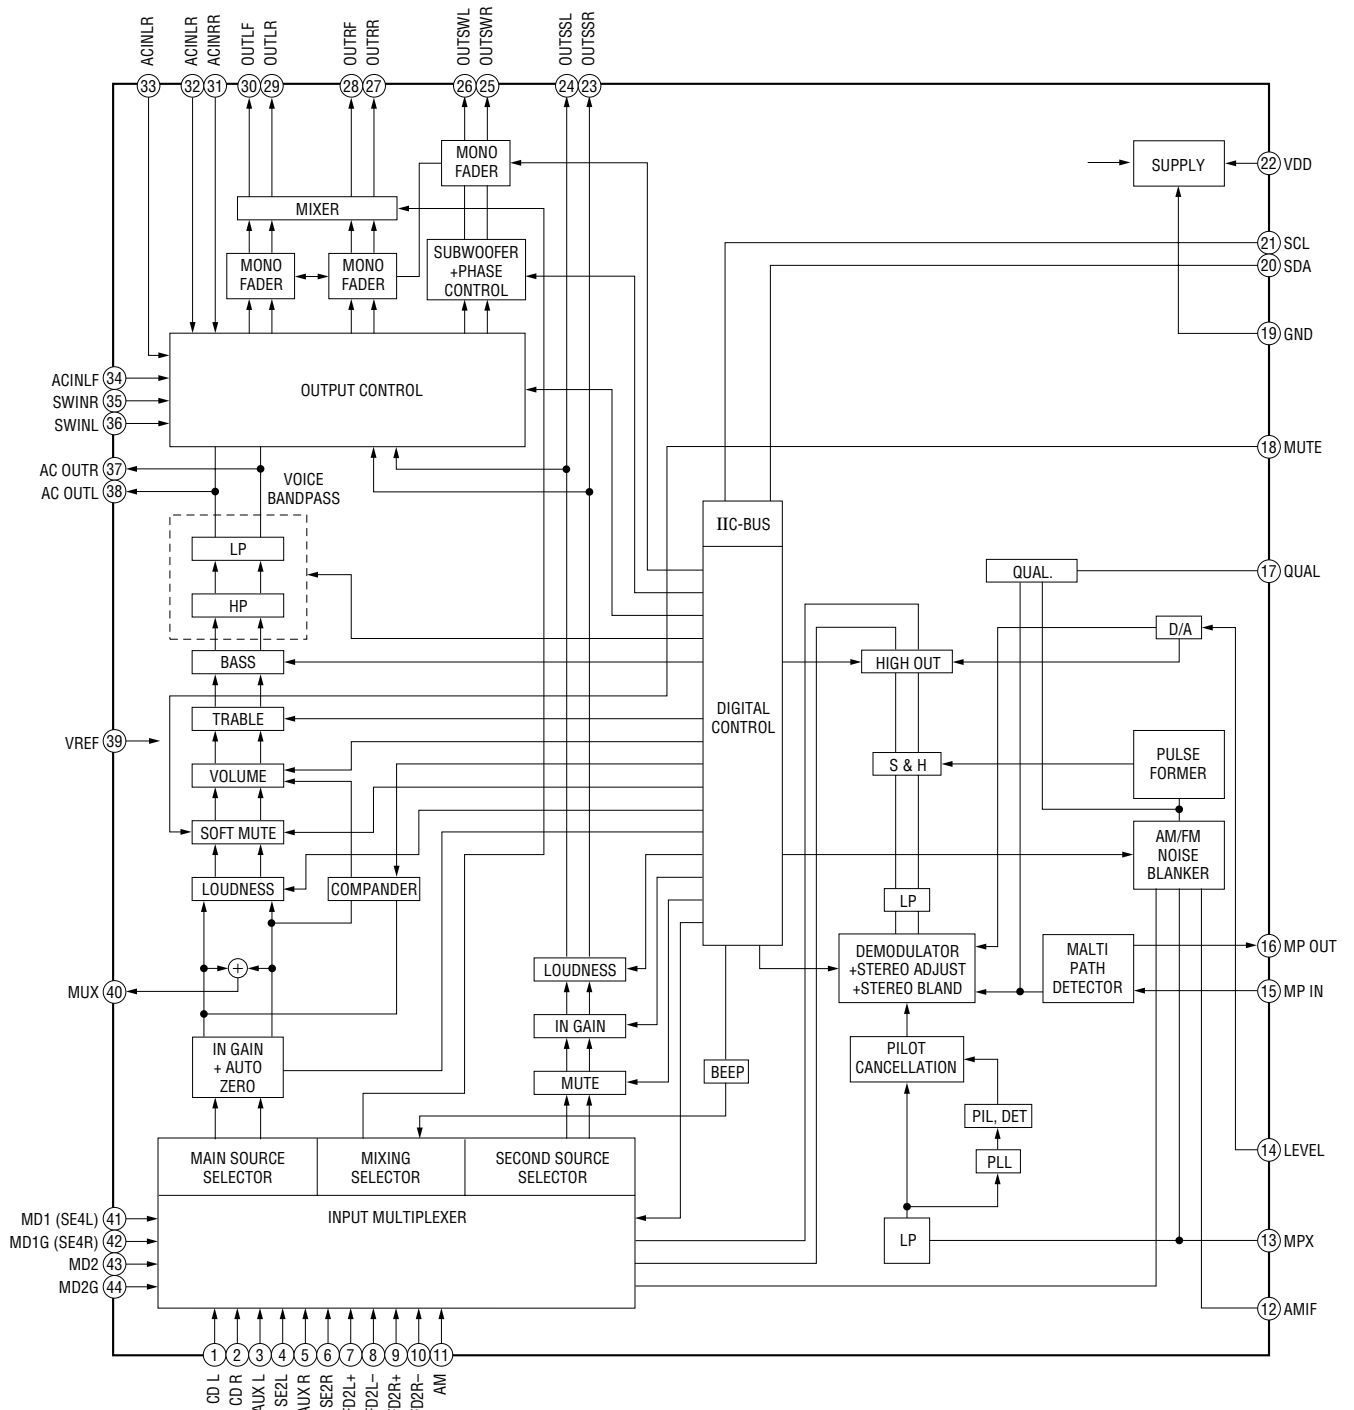 ACINLR
ACINLR
ACINRR
OUTLF
OUTLR
OUTRF
OUTRR
OUTSWL
OUTSWR
OUTSSL
OUTSSR
33
32
31
30
29
28
27
26
25
24
23
MONO
FADER
SUPPLY
22 VDD
MIXER
21 SCL
20 SDA
MONO
FADER
MONO
FADER
SUBWOOFER
+PHASE
CONTROL
19 GND
OUTPUT CONTROL
ACINLF 34
SWINR 35
SWINL 36
18 MUTE
AC OUTR 37
AC OUTL 38
VOICE
BANDPASS
IIC-BUS
LP
QUAL.
17 QUAL
HP
D/A
BASS
HIGH OUT
DIGITAL
CONTROL
TRABLE
VREF 39
PULSE
FORMER
VOLUME
S & H
SOFT MUTE
AM/FM
NOISE
BLANKER
LOUDNESS
COMPANDER
LP
DEMODULATOR
+STEREO ADJUST
+STEREO BLAND
MALTI
PATH
DETECTOR
16 MP OUT
15 MP IN
+
LOUDNESS
MUX 40
IN GAIN
IN GAIN
+ AUTO
ZERO
PILOT
CANCELLATION
BEEP
MUTE
PIL, DET
PLL
14 LEVEL
MAIN SOURCE
SELECTOR
MIXING
SELECTOR
SECOND SOURCE
SELECTOR
INPUT MULTIPLEXER
MD1 (SE4L) 41
MD1G (SE4R) 42
MD2 43
MD2G 44
LP
13 MPX
12 AMIF
1
2
3
4
5
6
7
8
9
10
11
CD L
CD R
AUX L
SE2L
AUX R
SE2R
FD2L+
FD2L−
FD2R+
FD2R−
AM